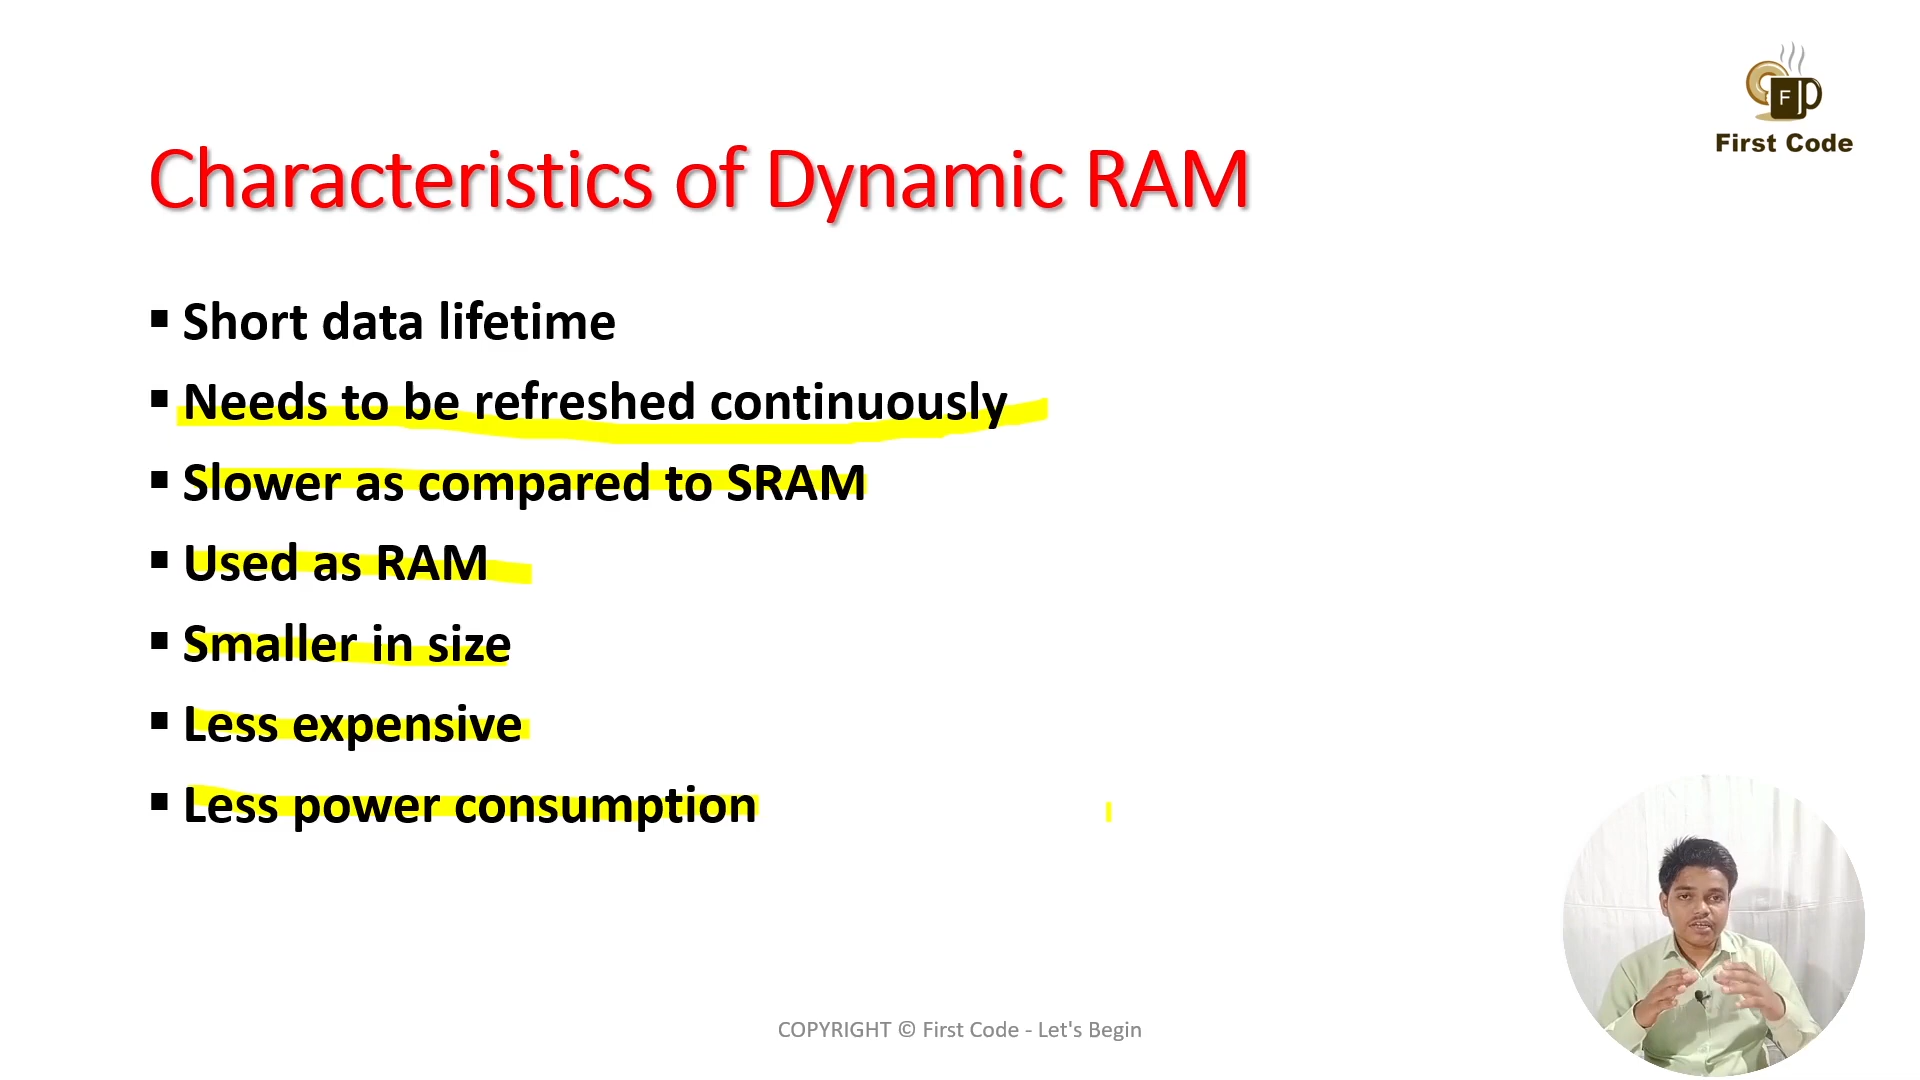 F
First Code
Characteristics of Dynamic RAM
▪ Short data lifetime
▪ Needs to be refreshed continuously
▪ Slower as compared to SRAM
▪ Used as RAM
▪ Smaller in size
▪ Less expensive
▪ Less power consumption
COPYRIGHT © First Code - Let's Begin